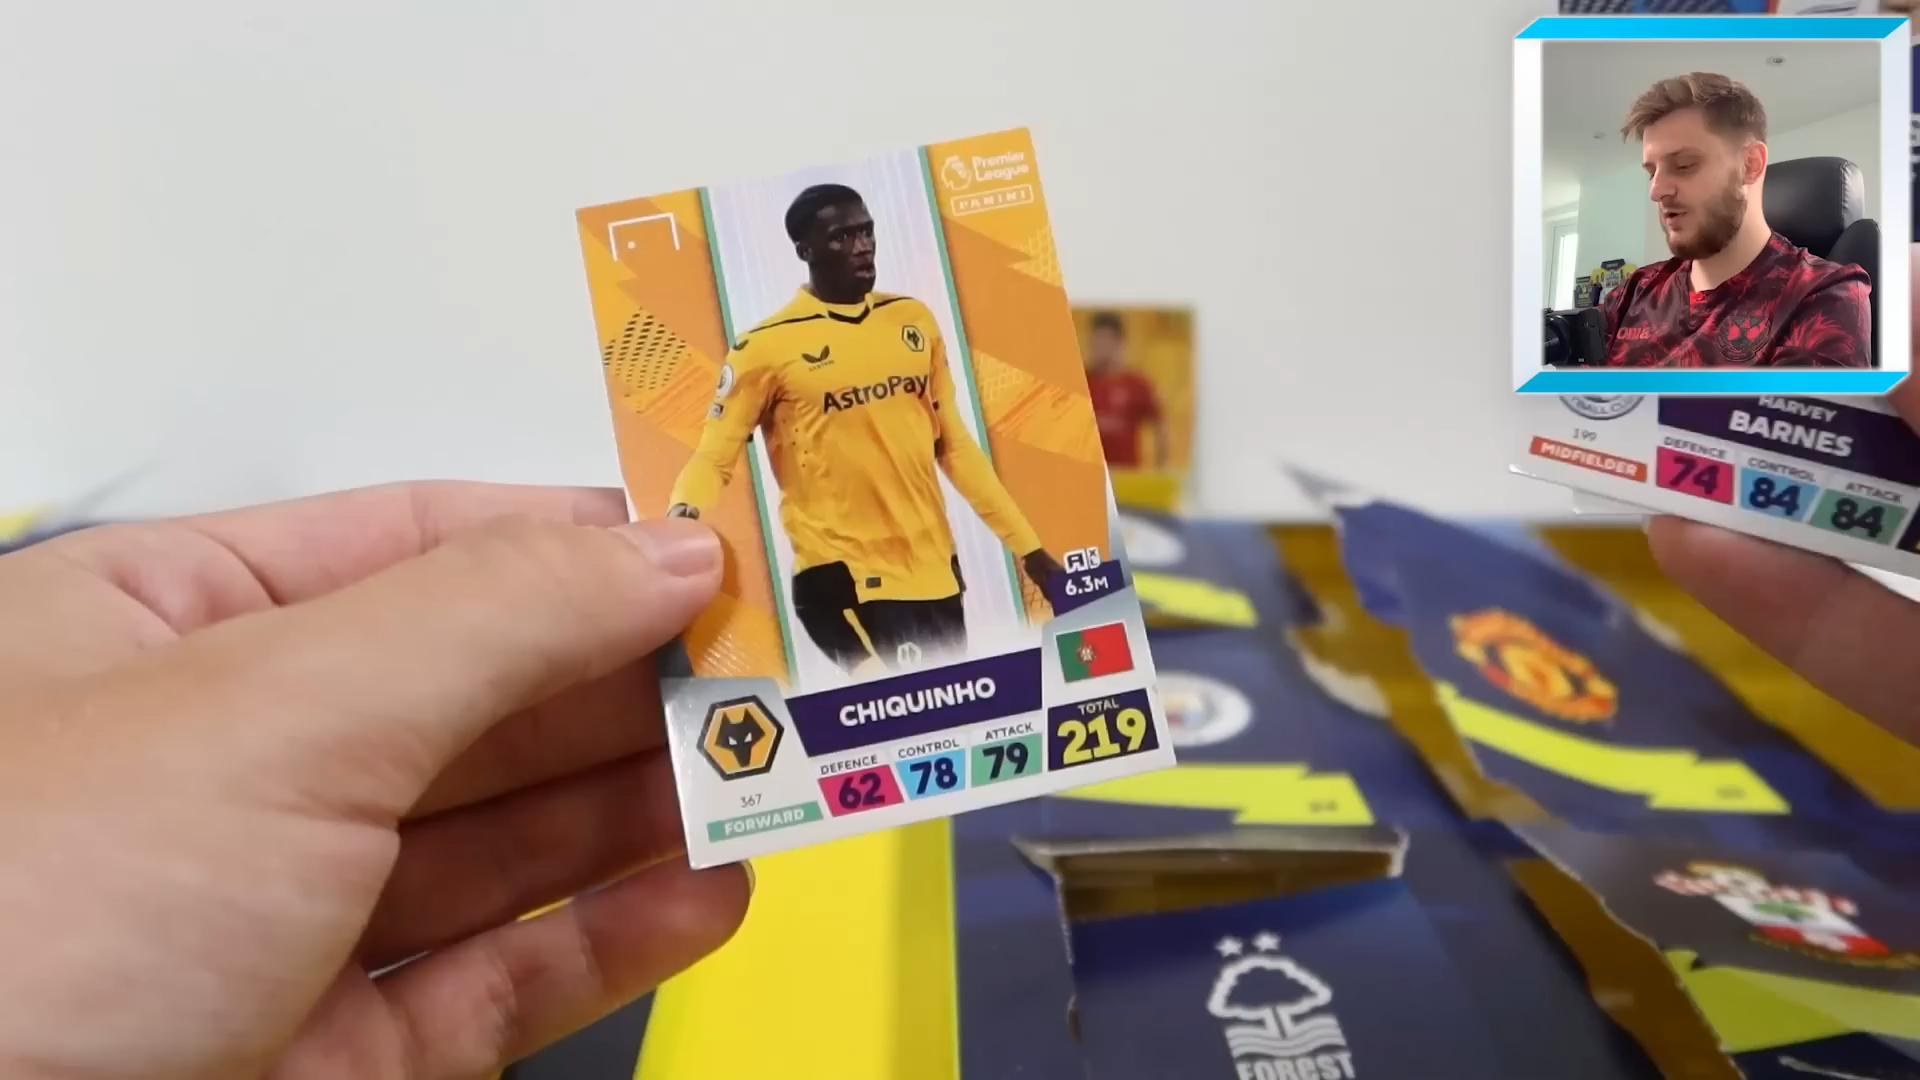 Premier
League
PANINI
AstroPay
6.3M
CHIQUINHO
DEFENCE
62
CONTROL
78
ATTACK
79
TOTAL
219
367
FORWARD
HARVEY
BARNES
199
MIDFIELDER
DEFENCE
74
CONTROL
84
ATTACK
84
FOREST